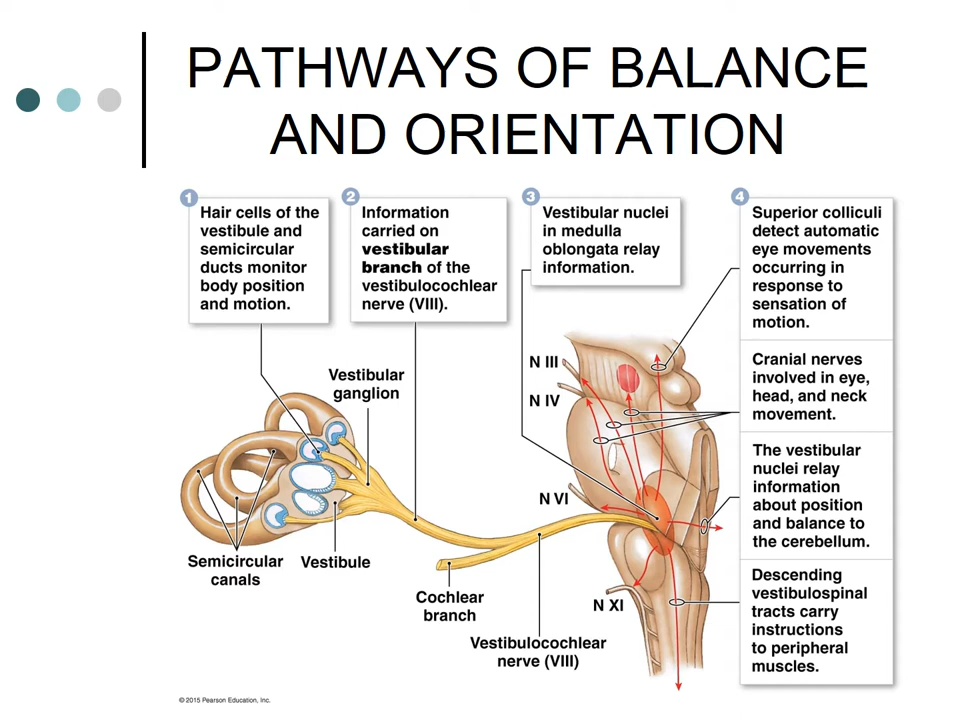 PATHWAYS OF BALANCE
AND ORIENTATION
1
Hair cells of the
vestibule and
semicircular
ducts monitor
body position
and motion.
2
Information
carried on
vestibular
branch of the
vestibulocochlear
nerve (VIII).
3
Vestibular nuclei
in medulla
oblongata relay
information.
4
Superior colliculi
detect automatic
eye movements
occurring in
response to
sensation of
motion.
Cranial nerves
involved in eye,
head, and neck
movement.
The vestibular
nuclei relay
information
about position
and balance to
the cerebellum.
Descending
vestibulospinal
tracts carry
instructions
to peripheral
muscles.
Vestibular
ganglion
N III
N IV
N VI
N XI
Semicircular
canals
Vestibule
Cochlear
branch
Vestibulocochlear
nerve (VIII)
© 2015 Pearson Education, Inc.